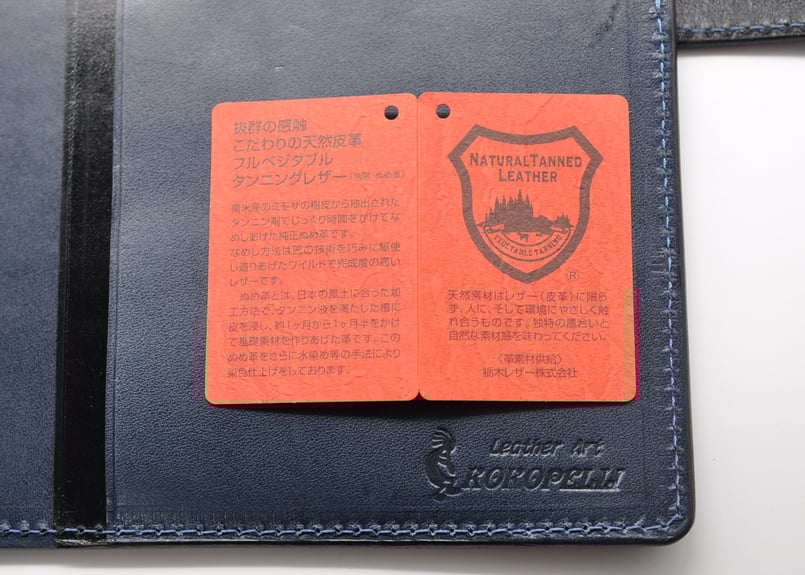 抜群の感触
こだわりの天然皮革
フルベジタブル
タンニングレザー(別称 ぬめ革)
南米産のミモザの樹皮から抽出された
タンニン剤でじっくり時間をかけてな
めしあげた純正ぬめ革です。
なめし方法は匠の技術を巧みに駆使
し造りあげたワイルドで完成度の高い
レザーです。
ぬめ革とは、日本の風土に合った加
工方法で、タンニン液を満たした槽に
皮を浸し、約1ヶ月から1ヶ月半をかけ
て基礎素材を作りあげた革です。この
ぬめ革をさらに水染め等の手法により
染色仕上げをしております。
NATURAL TANNED
LEATHER
VEGETABLE TANNING
®
天然素材はレザー(皮革)に限ら
ず、人に、そして環境にやさしく触
れ合うものです。独特の風合いと
自然な素材感を味わってください。
〈革素材供給〉
栃木レザー株式会社
Leather Art
KOKOPELLI